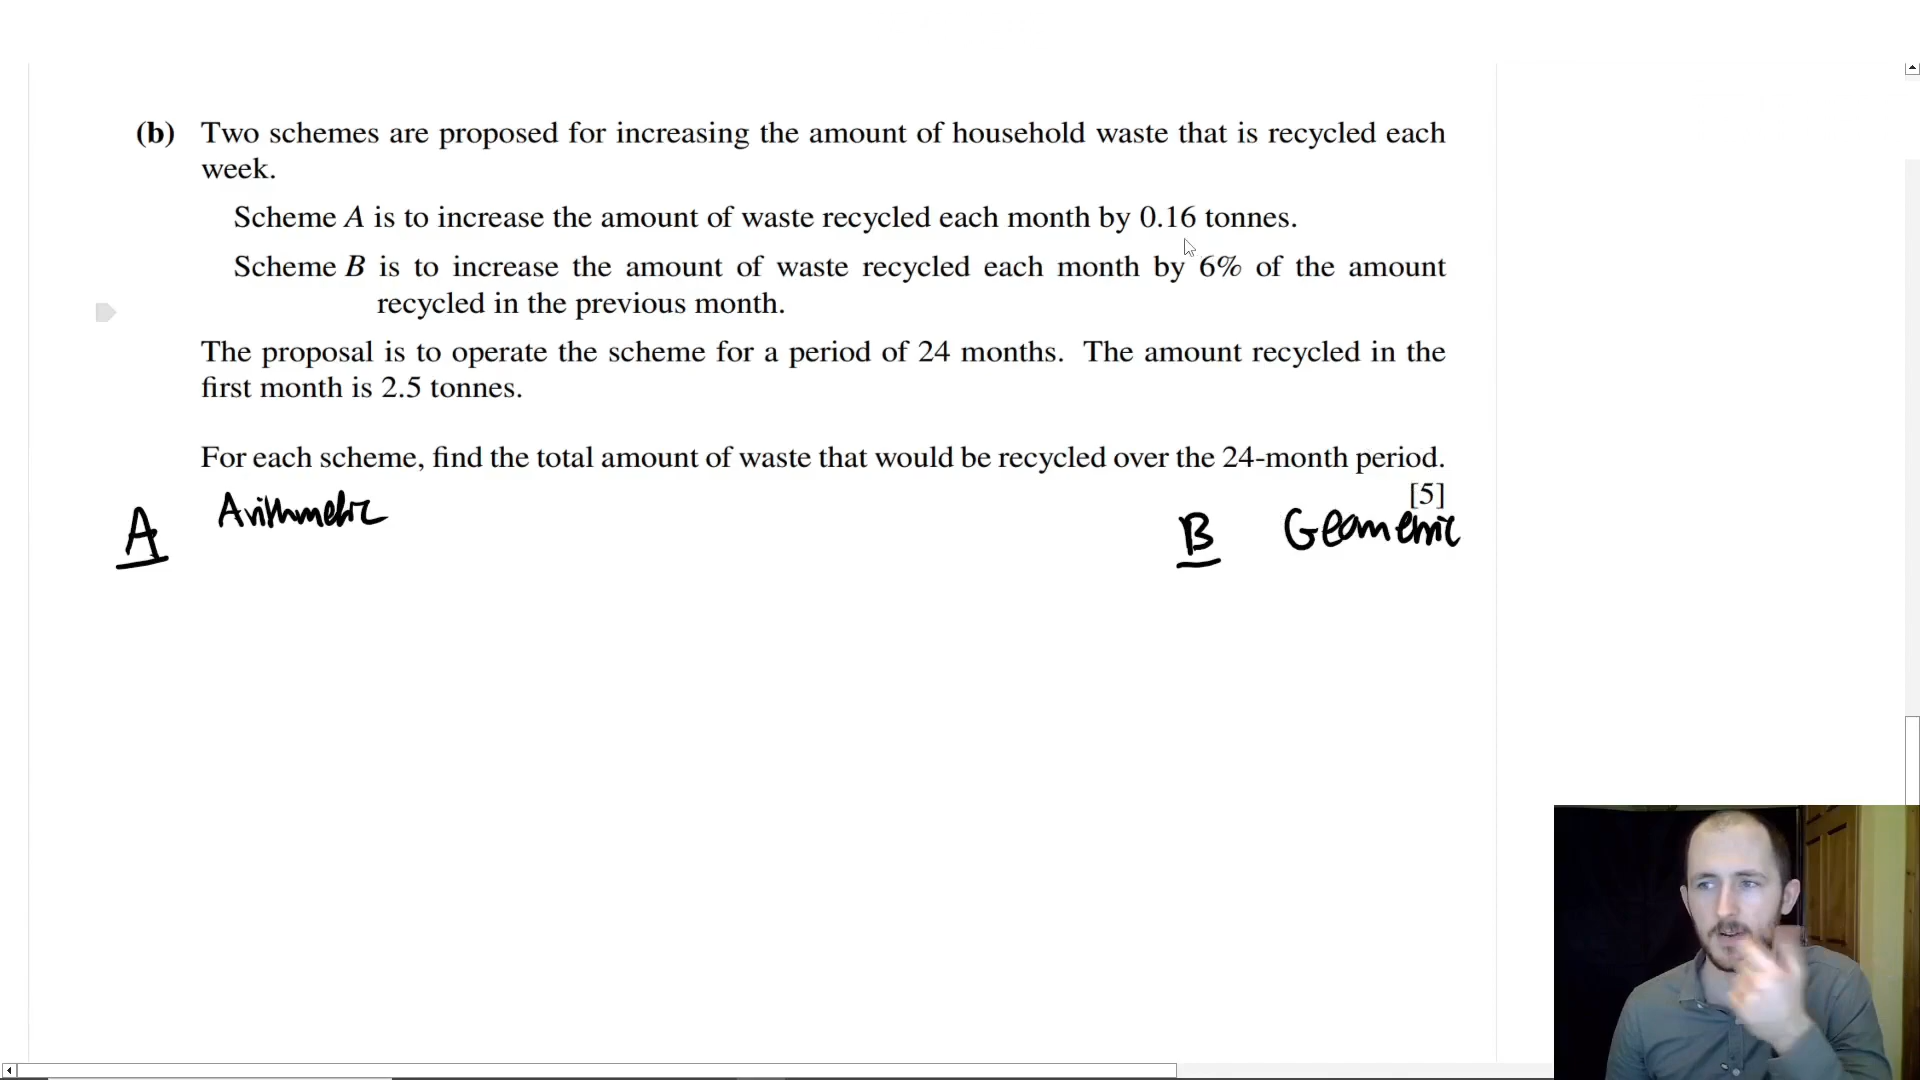 (b) Two schemes are proposed for increasing the amount of household waste that is recycled each
week.
Scheme A is to increase the amount of waste recycled each month by 0.16 tonnes.
Scheme B is to increase the amount of waste recycled each month by 6% of the amount
recycled in the previous month.
The proposal is to operate the scheme for a period of 24 months. The amount recycled in the
first month is 2.5 tonnes.
For each scheme, find the total amount of waste that would be recycled over the 24-month period.
[5]
A Arithmetic
B Geometric